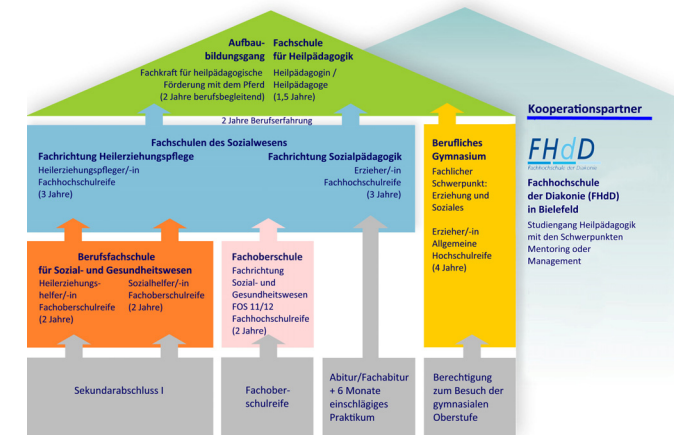 Aufbau-
bildungsgang
Fachkraft für heilpädagogische
Förderung mit dem Pferd
(2 Jahre berufsbegleitend)
Fachschule
für Heilpädagogik
Heilpädagogin /
Heilpädagoge
(1,5 Jahre)
2 Jahre Berufserfahrung
Fachschulen des Sozialwesens
Fachrichtung Heilerziehungspflege
Heilerziehungspfleger/-in
Fachhochschulreife
(3 Jahre)
Fachrichtung Sozialpädagogik
Erzieher/-in
Fachhochschulreife
(3 Jahre)
Berufliches
Gymnasium
Fachlicher
Schwerpunkt:
Erziehung und
Soziales
Erzieher/-in
Allgemeine
Hochschulreife
(4 Jahre)
Berufsfachschule
für Sozial- und Gesundheitswesen
Heilerziehungs-
helfer/-in
Fachoberschulreife
(2 Jahre)
Sozialhelfer/-in
Fachoberschulreife
(2 Jahre)
Fachoberschule
Fachrichtung
Sozial- und
Gesundheitswesen
FOS 11/12
Fachhochschulreife
(2 Jahre)
Sekundarabschluss I
Fachober-
schulreife
Abitur/Fachabitur
+ 6 Monate
einschlägiges
Praktikum
Berechtigung
zum Besuch der
gymnasialen
Oberstufe
Kooperationspartner
FHdD
Fachhochschule der Diakonie
Fachhochschule
der Diakonie (FHdD)
in Bielefeld
Studiengang Heilpädagogik
mit den Schwerpunkten
Mentoring oder
Management